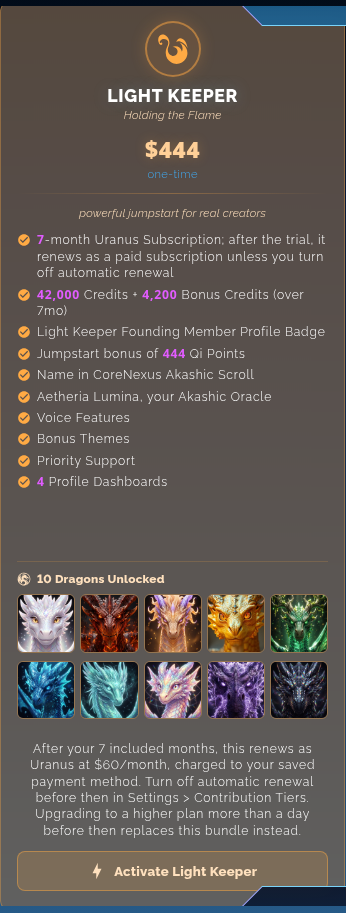 LIGHT KEEPER
Holding the Flame
$444
one-time
powerful jumpstart for real creators
7-month Uranus Subscription; after the trial, it
renews as a paid subscription unless you turn
off automatic renewal
42,000 Credits + 4,200 Bonus Credits (over
7mo)
Light Keeper Founding Member Profile Badge
Jumpstart bonus of 444 Qi Points
Name in CoreNexus Akashic Scroll
Aetheria Lumina, your Akashic Oracle
Voice Features
Bonus Themes
Priority Support
4 Profile Dashboards
10 Dragons Unlocked
After your 7 included months, this renews as
Uranus at $60/month, charged to your saved
payment method. Turn off automatic renewal
before then in Settings > Contribution Tiers.
Upgrading to a higher plan more than a day
before then replaces this bundle instead.
Activate Light Keeper